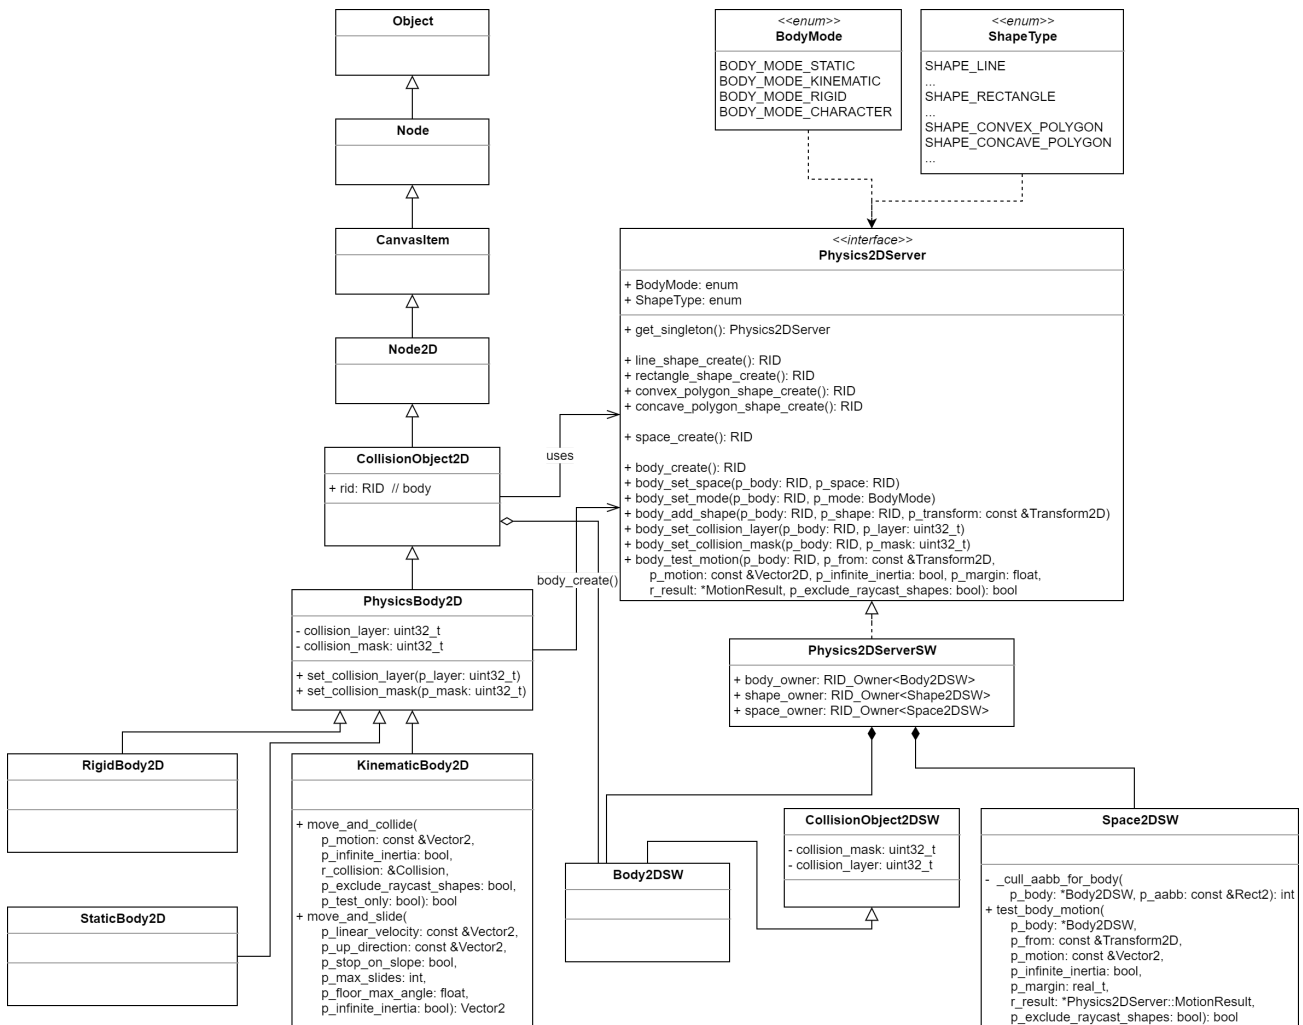 Object
Node
CanvasItem
Node2D
CollisionObject2D
+ rid: RID  // body
uses
body_create()
PhysicsBody2D
- collision_layer: uint32_t
- collision_mask: uint32_t
+ set_collision_layer(p_layer: uint32_t)
+ set_collision_mask(p_mask: uint32_t)
RigidBody2D
StaticBody2D
KinematicBody2D
+ move_and_collide(
p_motion: const &Vector2,
p_infinite_inertia: bool,
r_collision: &Collision,
p_exclude_raycast_shapes: bool,
p_test_only: bool): bool
+ move_and_slide(
p_linear_velocity: const &Vector2,
p_up_direction: const &Vector2,
p_stop_on_slope: bool,
p_max_slides: int,
p_floor_max_angle: float,
p_infinite_inertia: bool): Vector2
<<enum>>
BodyMode
BODY_MODE_STATIC
BODY_MODE_KINEMATIC
BODY_MODE_RIGID
BODY_MODE_CHARACTER
<<enum>>
ShapeType
SHAPE_LINE
...
SHAPE_RECTANGLE
...
SHAPE_CONVEX_POLYGON
SHAPE_CONCAVE_POLYGON
...
<<interface>>
Physics2DServer
+ BodyMode: enum
+ ShapeType: enum
+ get_singleton(): Physics2DServer
+ line_shape_create(): RID
+ rectangle_shape_create(): RID
+ convex_polygon_shape_create(): RID
+ concave_polygon_shape_create(): RID
+ space_create(): RID
+ body_create(): RID
+ body_set_space(p_body: RID, p_space: RID)
+ body_set_mode(p_body: RID, p_mode: BodyMode)
+ body_add_shape(p_body: RID, p_shape: RID, p_transform: const &Transform2D)
+ body_set_collision_layer(p_body: RID, p_layer: uint32_t)
+ body_set_collision_mask(p_body: RID, p_mask: uint32_t)
+ body_test_motion(p_body: RID, p_from: const &Transform2D,
p_motion: const &Vector2D, p_infinite_inertia: bool, p_margin: float,
r_result: *MotionResult, p_exclude_raycast_shapes: bool): bool
Physics2DServerSW
+ body_owner: RID_Owner<Body2DSW>
+ shape_owner: RID_Owner<Shape2DSW>
+ space_owner: RID_Owner<Space2DSW>
Body2DSW
CollisionObject2DSW
- collision_mask: uint32_t
- collision_layer: uint32_t
Space2DSW
-  _cull_aabb_for_body(
p_body: *Body2DSW, p_aabb: const &Rect2): int
+ test_body_motion(
p_body: *Body2DSW,
p_from: const &Transform2D,
p_motion: const &Vector2,
p_infinite_inertia: bool,
p_margin: real_t,
r_result: *Physics2DServer::MotionResult,
p_exclude_raycast_shapes: bool): bool